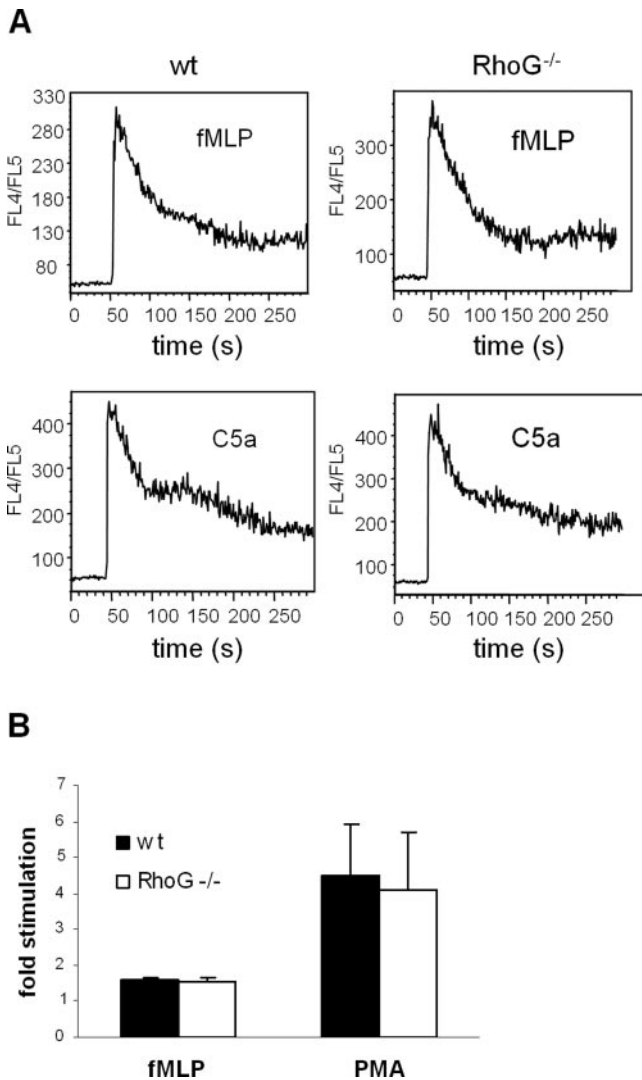 A
wt
RhoG-/-
330
280
230
180
130
80
FL4/FL5
fMLP
0 50 100 150 200 250
time (s)
300
200
100
FL4/FL5
fMLP
0 50 100 150 200 250
time (s)
400
300
200
100
FL4/FL5
C5a
0 50 100 150 200 250
time (s)
400
300
200
100
FL4/FL5
C5a
0 50 100 150 200 250
time (s)
B
7
6
5
4
3
2
1
0
fold stimulation
wt
RhoG -/-
fMLP PMA